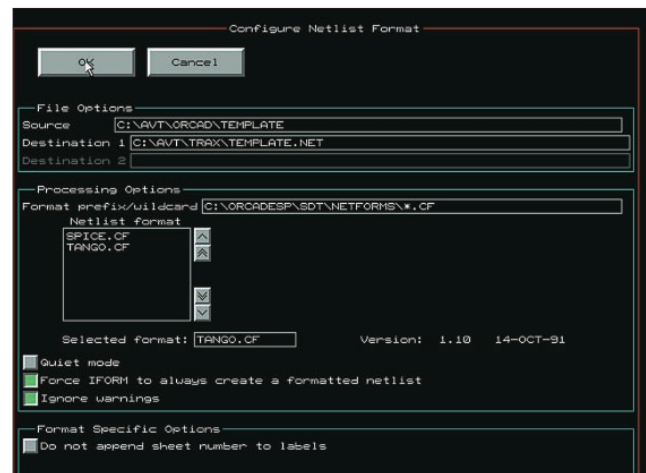 Configure Netlist Format
OK Cancel
File Options
Source C:\AVT\ORCAD\TEMPLATE
Destination 1 C:\AVT\TRAX\TEMPLATE.NET
Destination 2
Processing Options
Format prefix/wildcard C:\ORCADESP\SDT\NETFORMS\*.CF
Netlist format
SPICE.CF
TANGO.CF
Selected format: TANGO.CF Version: 1.10 14-OCT-91
Quiet mode
Force IFORM to always create a formatted netlist
Ignore warnings
Format Specific Options
Do not append sheet number to labels